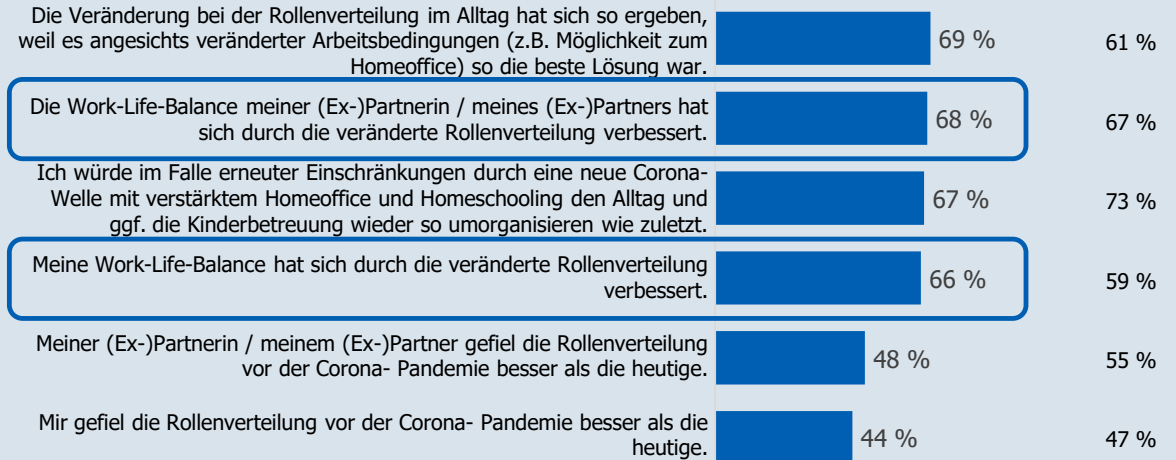 Die Veränderung bei der Rollenverteilung im Alltag hat sich so ergeben,
weil es angesichts veränderter Arbeitsbedingungen (z.B. Möglichkeit zum
Homeoffice) so die beste Lösung war.
69 %
61 %
Die Work-Life-Balance meiner (Ex-)Partnerin / meines (Ex-)Partners hat
sich durch die veränderte Rollenverteilung verbessert.
68 %
67 %
Ich würde im Falle erneuter Einschränkungen durch eine neue Corona-
Welle mit verstärktem Homeoffice und Homeschooling den Alltag und
ggf. die Kinderbetreuung wieder so umorganisieren wie zuletzt.
67 %
73 %
Meine Work-Life-Balance hat sich durch die veränderte Rollenverteilung
verbessert.
66 %
59 %
Meiner (Ex-)Partnerin / meinem (Ex-)Partner gefiel die Rollenverteilung
vor der Corona- Pandemie besser als die heutige.
48 %
55 %
Mir gefiel die Rollenverteilung vor der Corona- Pandemie besser als die
heutige.
44 %
47 %